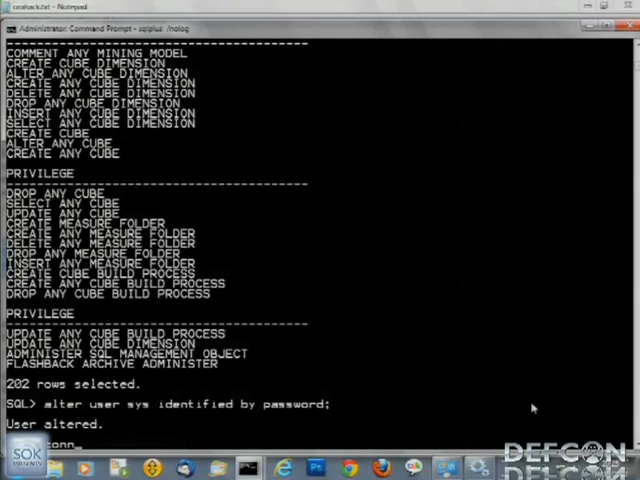 orahack.txt - Notepad
Administrator: Command Prompt - sqlplus /nolog
COMMENT ANY MINING MODEL
CREATE CUBE DIMENSION
ALTER ANY CUBE DIMENSION
CREATE ANY CUBE DIMENSION
DELETE ANY CUBE DIMENSION
DROP ANY CUBE DIMENSION
INSERT ANY CUBE DIMENSION
SELECT ANY CUBE DIMENSION
CREATE CUBE
ALTER ANY CUBE
CREATE ANY CUBE
PRIVILEGE
----------------------------------------
DROP ANY CUBE
SELECT ANY CUBE
UPDATE ANY CUBE
CREATE MEASURE FOLDER
CREATE ANY MEASURE FOLDER
DELETE ANY MEASURE FOLDER
DROP ANY MEASURE FOLDER
INSERT ANY MEASURE FOLDER
CREATE CUBE BUILD PROCESS
CREATE ANY CUBE BUILD PROCESS
DROP ANY CUBE BUILD PROCESS
PRIVILEGE
----------------------------------------
UPDATE ANY CUBE BUILD PROCESS
UPDATE ANY CUBE DIMENSION
ADMINISTER SQL MANAGEMENT OBJECT
FLASHBACK ARCHIVE ADMINISTER
202 rows selected.
SQL> alter user sys identified by password;
User altered.
conn_
SOK
PRESENTS
DEFCON